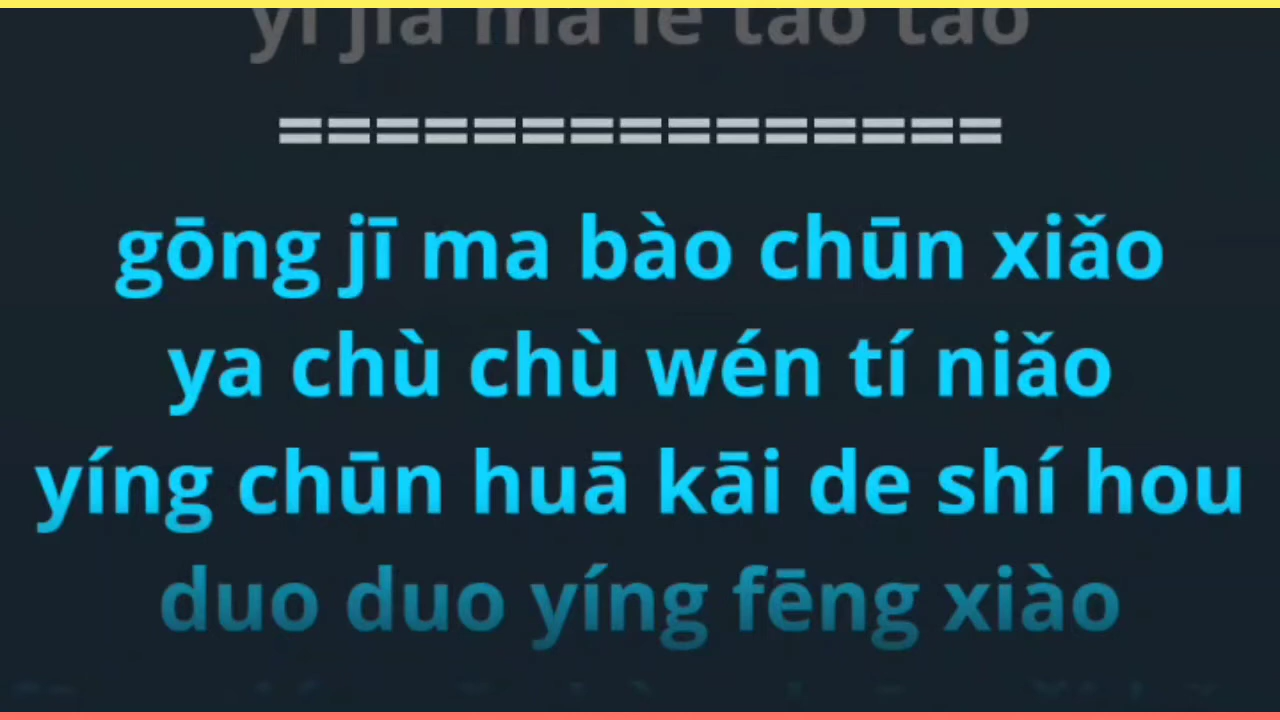 yi jia ma le tao tao
===============
gōng jī ma bào chūn xiǎo
ya chù chù wén tí niǎo
yíng chūn huā kāi de shí hou
duo duo yíng fēng xiào